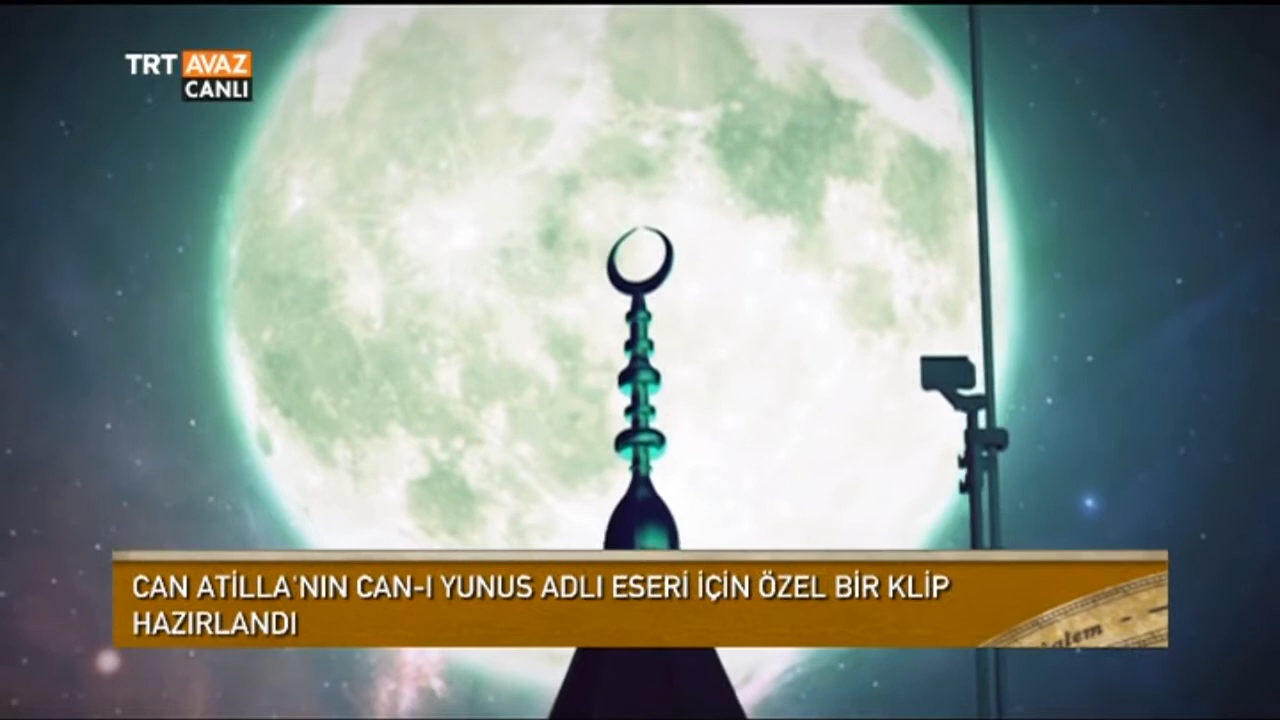 TRT AVAZ
CANLI
CAN ATİLLA'NIN CAN-I YUNUS ADLI ESERİ İÇİN ÖZEL BİR KLİP
HAZIRLANDI